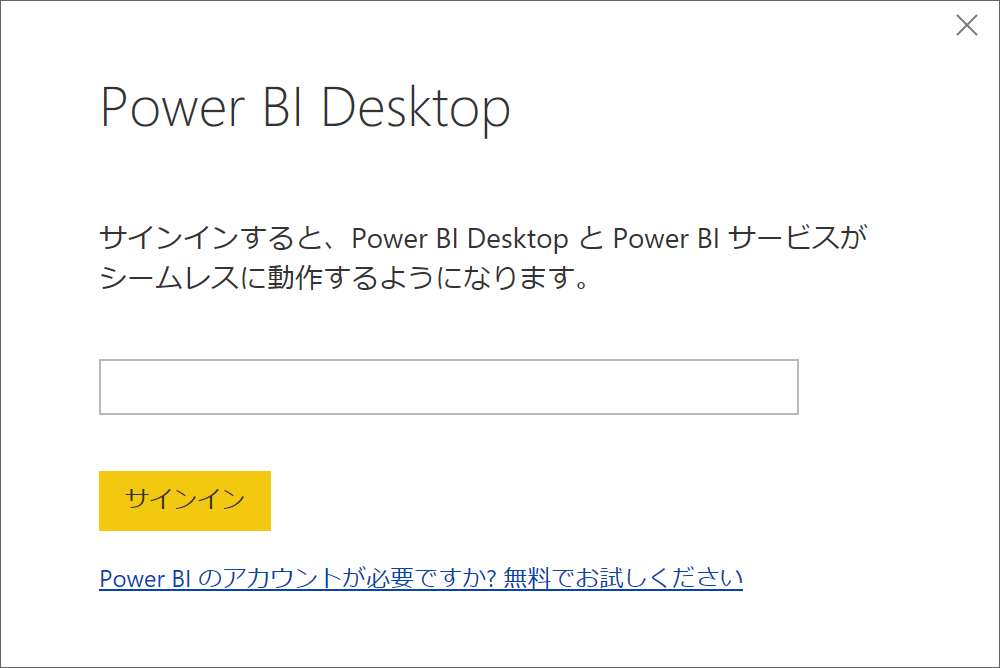 Power BI Desktop
サインインすると、Power BI Desktop と Power BI サービスが
シームレスに動作するようになります。
サインイン
Power BI のアカウントが必要ですか? 無料でお試しください